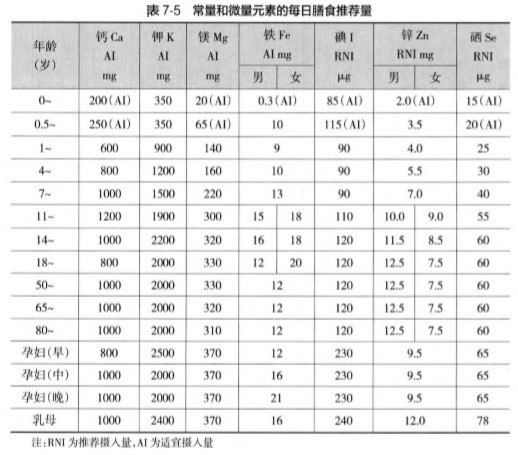 表 7-5 常量和微量元素的每日膳食推荐量
年龄(岁) 钙 Ca AI mg 钾 K AI mg 镁 Mg AI mg 铁 Fe AI mg 男 女 碘 I RNI μg 锌 Zn RNI mg 男 女 硒 Se RNI μg
0~ 200(AI) 350 20(AI) 0.3(AI) 85(AI) 2.0(AI) 15(AI)
0.5~ 250(AI) 350 65(AI) 10 115(AI) 3.5 20(AI)
1~ 600 900 140 9 90 4.0 25
4~ 800 1200 160 10 90 5.5 30
7~ 1000 1500 220 13 90 7.0 40
11~ 1200 1900 300 15 18 110 10.0 9.0 55
14~ 1000 2200 320 16 18 120 11.5 8.5 60
18~ 800 2000 330 12 20 120 12.5 7.5 60
50~ 1000 2000 330 12 120 12.5 7.5 60
65~ 1000 2000 320 12 120 12.5 7.5 60
80~ 1000 2000 310 12 120 12.5 7.5 60
孕妇(早) 800 2500 370 12 230 9.5 65
孕妇(中) 1000 2000 370 16 230 9.5 65
孕妇(晚) 1000 2000 370 21 230 9.5 65
乳母 1000 2400 370 16 240 12.0 78
注:RNI 为推荐摄入量,AI 为适宜摄入量